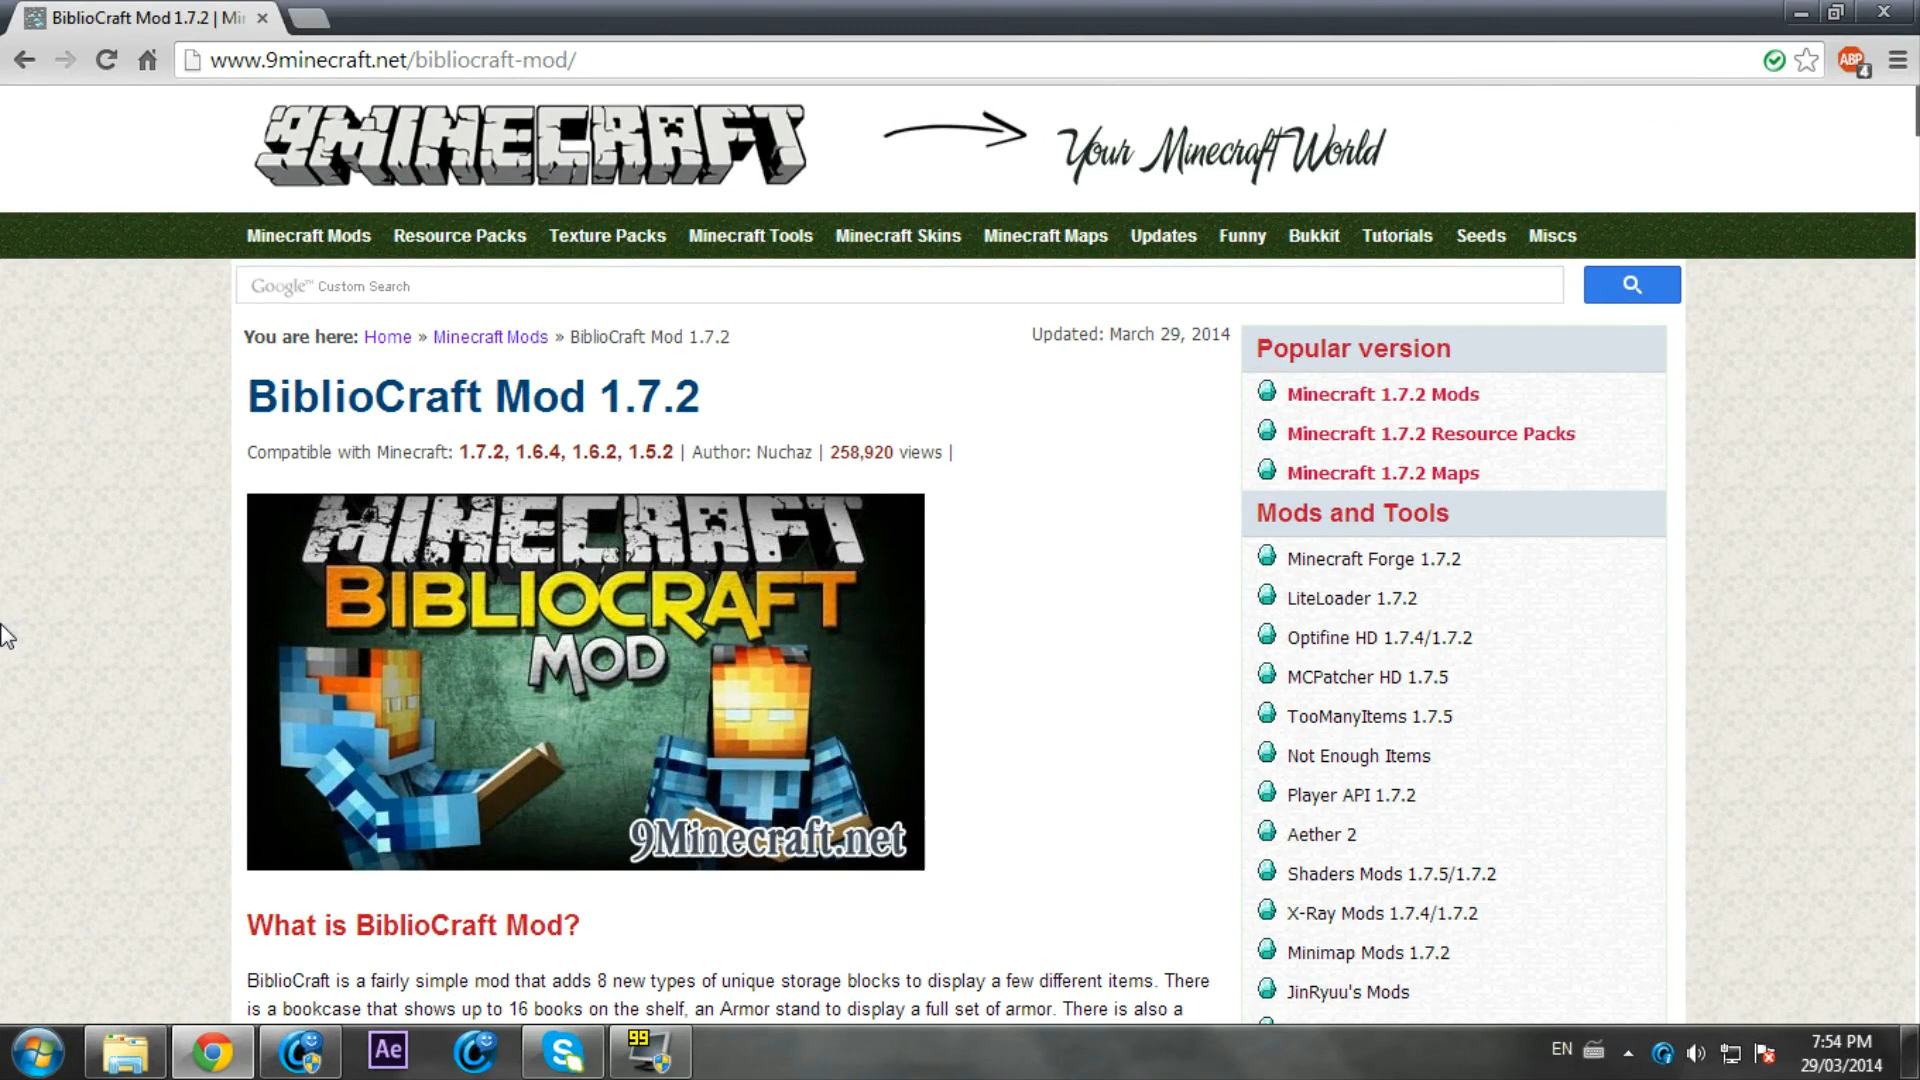 BiblioCraft Mod 1.7.2 | Mi
www.9minecraft.net/bibliocraft-mod/
ABP
4
9MINECRAFT
Your Minecraft World
Minecraft Mods Resource Packs Texture Packs Minecraft Tools Minecraft Skins Minecraft Maps Updates Funny Bukkit Tutorials Seeds Miscs
Google™ Custom Search
You are here: Home » Minecraft Mods » BiblioCraft Mod 1.7.2
Updated: March 29, 2014
BiblioCraft Mod 1.7.2
Compatible with Minecraft: 1.7.2, 1.6.4, 1.6.2, 1.5.2 | Author: Nuchaz | 258,920 views |
MINECRAFT
BIBLIOCRAFT
MOD
9Minecraft.net
What is BiblioCraft Mod?
BiblioCraft is a fairly simple mod that adds 8 new types of unique storage blocks to display a few different items. There
is a bookcase that shows up to 16 books on the shelf, an Armor stand to display a full set of armor. There is also a
Popular version
Minecraft 1.7.2 Mods
Minecraft 1.7.2 Resource Packs
Minecraft 1.7.2 Maps
Mods and Tools
Minecraft Forge 1.7.2
LiteLoader 1.7.2
Optifine HD 1.7.4/1.7.2
MCPatcher HD 1.7.5
TooManyItems 1.7.5
Not Enough Items
Player API 1.7.2
Aether 2
Shaders Mods 1.7.5/1.7.2
X-Ray Mods 1.7.4/1.7.2
Minimap Mods 1.7.2
JinRyuu's Mods
Ae
99
EN
7:54 PM
29/03/2014